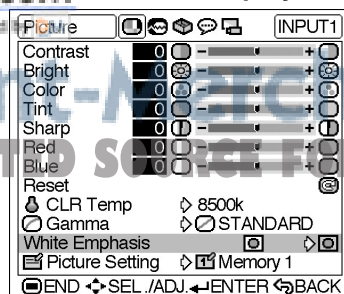 Picture INPUT1
Contrast 0 - +
Bright 0 - +
Color 0 - +
Tint 0 - +
Sharp 0 - +
Red 0 - +
Blue 0 - +
Reset
CLR Temp 8500k
Gamma STANDARD
White Emphasis
Picture Setting 1 Memory 1
END SEL./ADJ. ENTER BACK